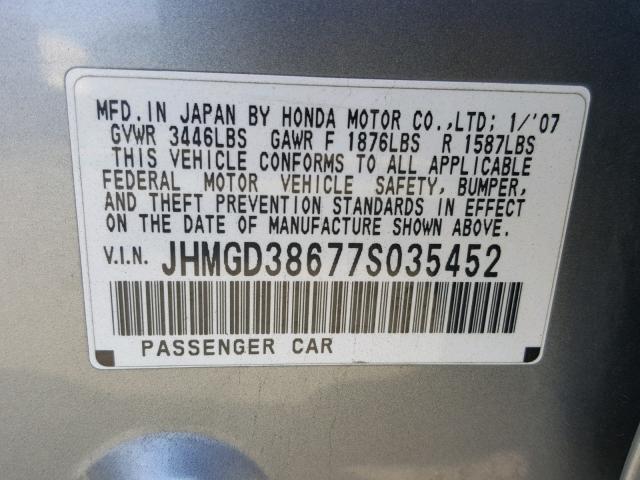 MFD. IN JAPAN BY HONDA MOTOR CO.,LTD; 1/'07
GVWR 3446LBS GAWR F 1876LBS R 1587LBS
THIS VEHICLE CONFORMS TO ALL APPLICABLE
FEDERAL MOTOR VEHICLE SAFETY, BUMPER,
AND THEFT PREVENTION STANDARDS IN EFFECT
ON THE DATE OF MANUFACTURE SHOWN ABOVE.
V.I.N. JHMGD38677S035452
PASSENGER CAR